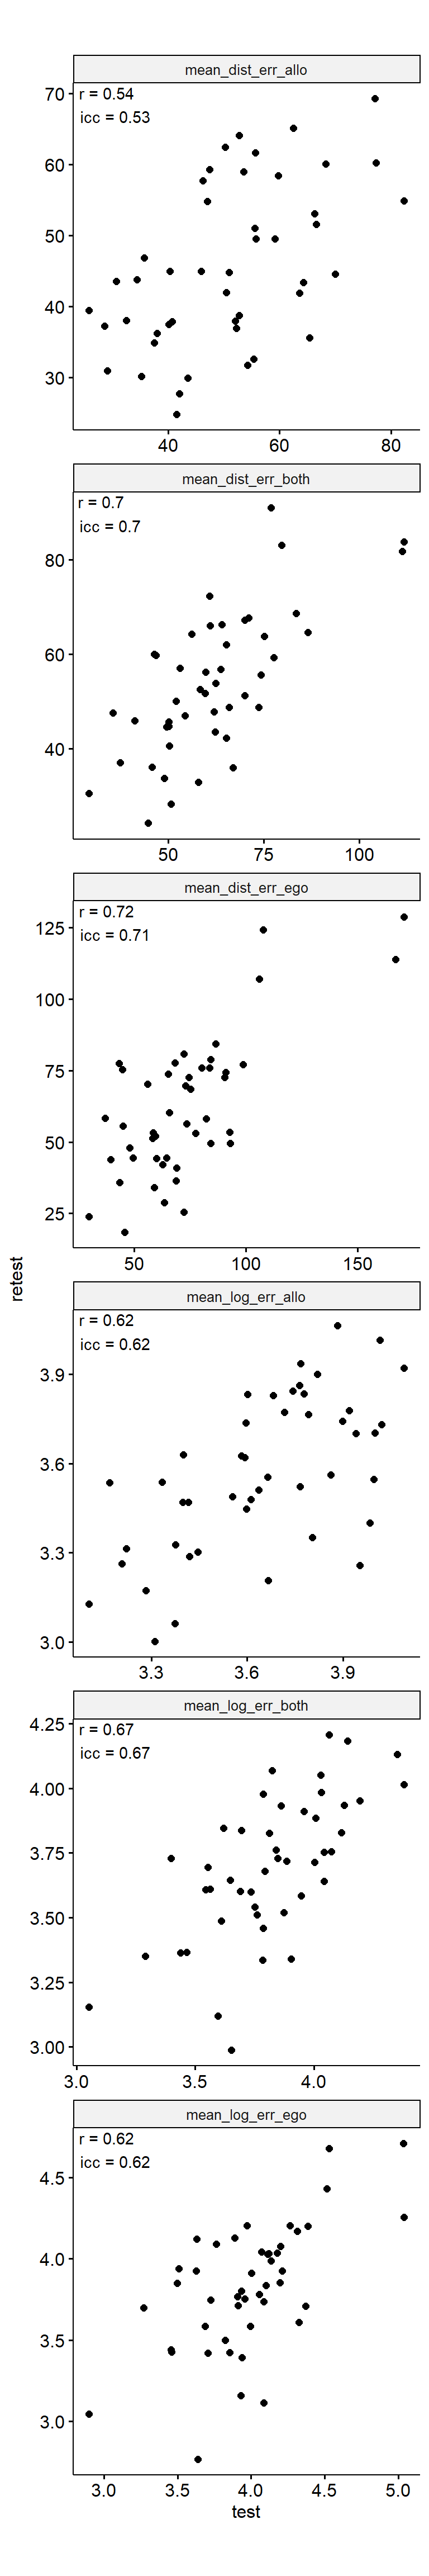 mean_dist_err_allo
r = 0.54
icc = 0.53
70
60
50
40
30
40 60 80
mean_dist_err_both
r = 0.7
icc = 0.7
80
60
40
50 75 100
mean_dist_err_ego
r = 0.72
icc = 0.71
125
100
75
50
25
50 100 150
retest
mean_log_err_allo
r = 0.62
icc = 0.62
3.9
3.6
3.3
3.0
3.3 3.6 3.9
mean_log_err_both
r = 0.67
icc = 0.67
4.25
4.00
3.75
3.50
3.25
3.00
3.0 3.5 4.0
mean_log_err_ego
r = 0.62
icc = 0.62
4.5
4.0
3.5
3.0
3.0 3.5 4.0 4.5 5.0
test